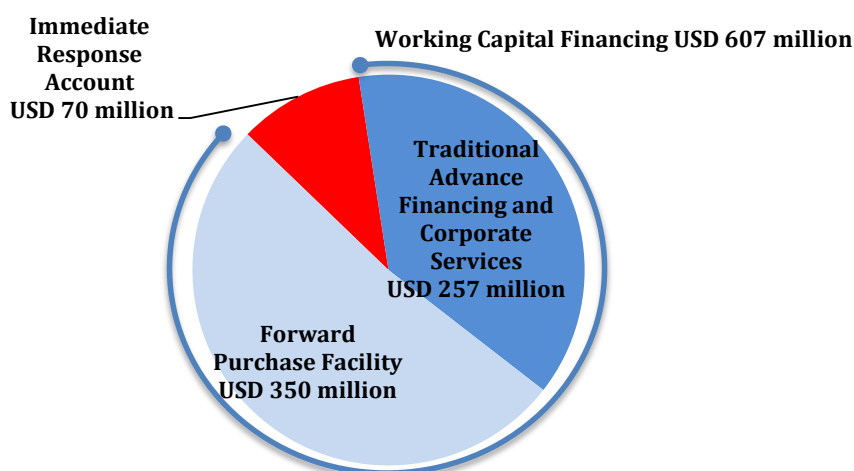 Immediate
Response
Account
USD 70 million
Working Capital Financing USD 607 million
Traditional
Advance
Financing and
Corporate
Services
USD 257 million
Forward
Purchase Facility
USD 350 million